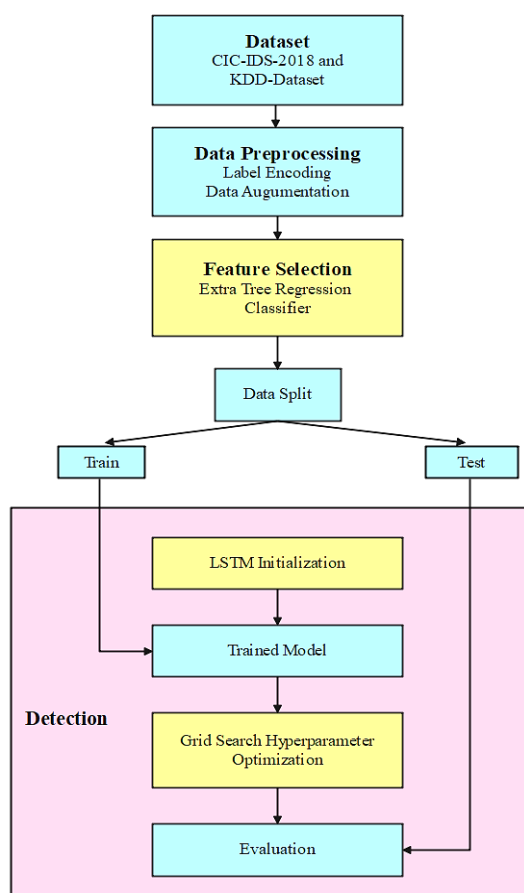 Dataset
CIC-IDS-2018 and
KDD-Dataset
Data Preprocessing
Label Encoding
Data Augumentation
Feature Selection
Extra Tree Regression
Classifier
Data Split
Train
Test
LSTM Initialization
Trained Model
Detection
Grid Search Hyperparameter
Optimization
Evaluation